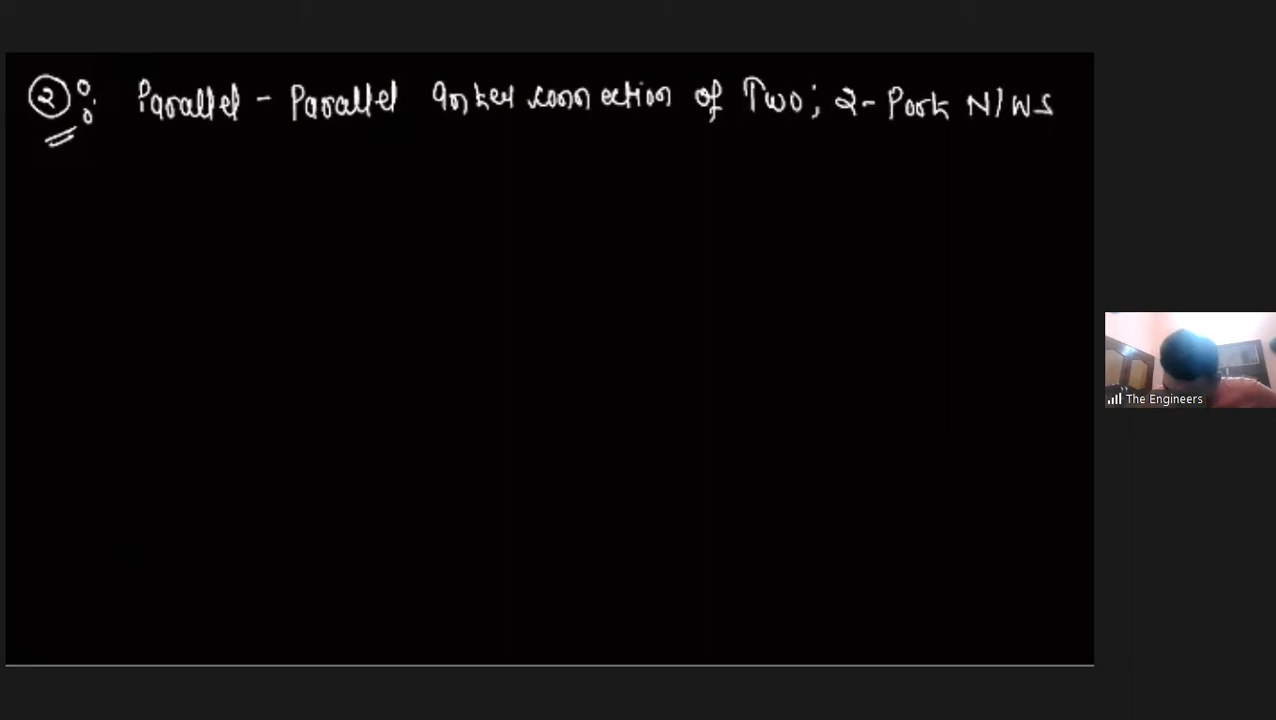 ②: Parallel - Parallel Interconnection of Two; 2-Port N/WS
The Engineers